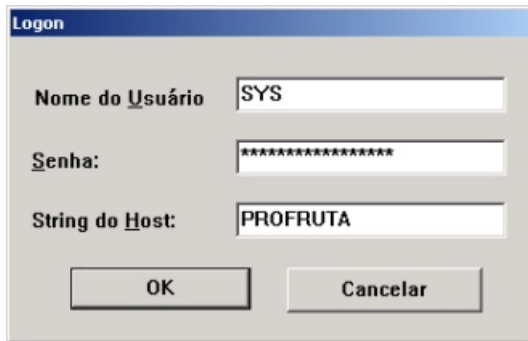 Logon
Nome do Usuário SYS
Senha: *****************
String do Host: PROFRUTA
OK Cancelar